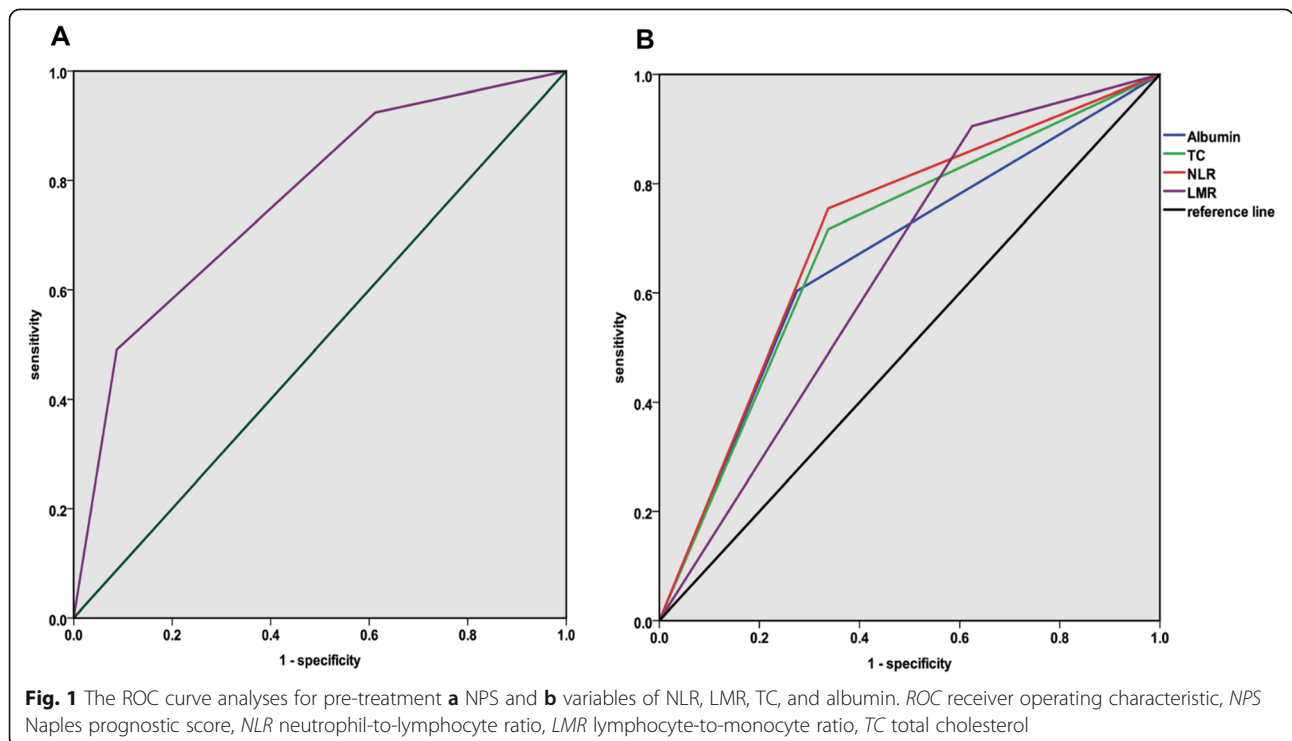 A
1.0
0.8
0.6
0.4
0.2
0.0
sensitivity
0.0 0.2 0.4 0.6 0.8 1.0
1 - specificity
B
1.0
0.8
0.6
0.4
0.2
0.0
sensitivity
0.0 0.2 0.4 0.6 0.8 1.0
1 - specificity
Albumin
TC
NLR
LMR
reference line
Fig. 1 The ROC curve analyses for pre-treatment a NPS and b variables of NLR, LMR, TC, and albumin. ROC receiver operating characteristic, NPS
Naples prognostic score, NLR neutrophil-to-lymphocyte ratio, LMR lymphocyte-to-monocyte ratio, TC total cholesterol